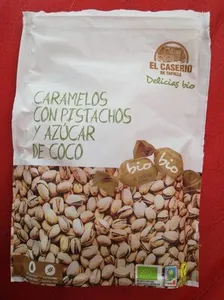 EL CASERIO
DE TAFALLA
Delicias bio
CARAMELOS
CON PISTACHOS
Y AZÚCAR
DE COCO
bio
bio